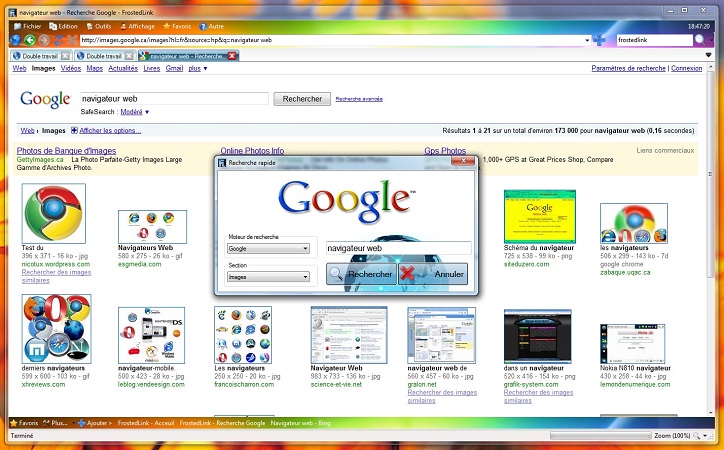 navigateur web - Recherche Google - FrostedLink
Fichier Edition Outils Affichage Favoris Autre 18:47:20
http://images.google.ca/images?hl=fr&source=hp&q=navigateur web frostedlink
Double travail Double travail navigateur web - Recherche...
Web Images Vidéos Maps Actualités Livres Gmail plus ▼ Paramètres de recherche | Connexion
Google navigateur web Rechercher Recherche avancée
SafeSearch : Modéré ▼
Web › Images Afficher les options... Résultats 1 à 21 sur un total d'environ 173 000 pour navigateur web (0,16 secondes)
Photos de Banque d'Images Online Photos Info Gps Photos Liens commerciaux
GettyImages.ca La Photo Parfaite-Getty Images Large 1,000+ GPS at Great Prices Shop, Compare
Gamme d'Archives Photo.
Recherche rapide
Google
Moteur de recherche
Google navigateur web
Section
Images Rechercher Annuler
Test du
396 x 371 - 16 ko - jpg
nicotux.wordpress.com
Recherche des images
similaires
Navigateurs Web
580 x 275 - 26 ko - gif
esgmedia.com
Schéma du navigateur
725 x 538 - 99 ko - png
siteduzero.com
les navigateurs
506 x 299 - 143 ko - 7d
google chrome
zabaque.uqac.ca
derniers navigateurs
599 x 600 - 103 ko - gif
xhreviews.com
navigateur-mobile.
500 x 423 - 28 ko - jpg
leblog.vendeesign.com
Les navigateurs
250 x 250 - 20 ko - jpg
francoischarron.com
Navigateur Web
983 x 733 - 136 ko - jpg
science-et-vie.net
navigateur web de
560 x 457 - 60 ko - jpg
gralon.net
dans un navigateur
520 x 416 - 154 ko - png
grafik-system.com
Recherche des images
similaires
Nokia N810 navigateur
430 x 258 - 44 ko - jpg
lemondenumerique.com
Favoris Plus... Ajouter > FrostedLink - Acceuil FrostedLink - Recherche Google Navigateur web - Bing
Terminé Zoom (100%)